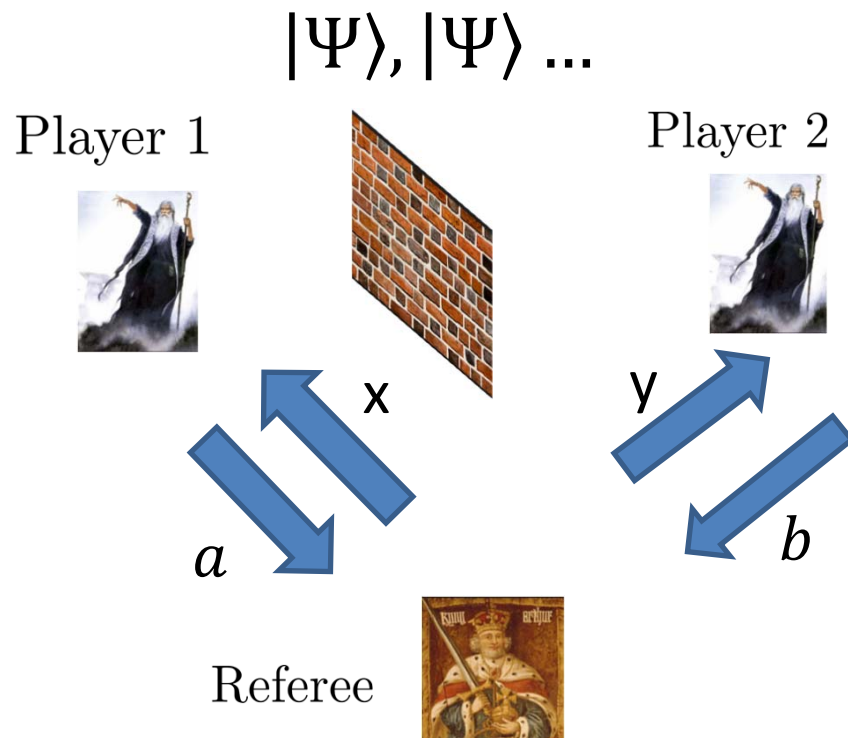 |Ψ⟩, |Ψ⟩ ...
Player 1
Player 2
x
y
a
b
Referee